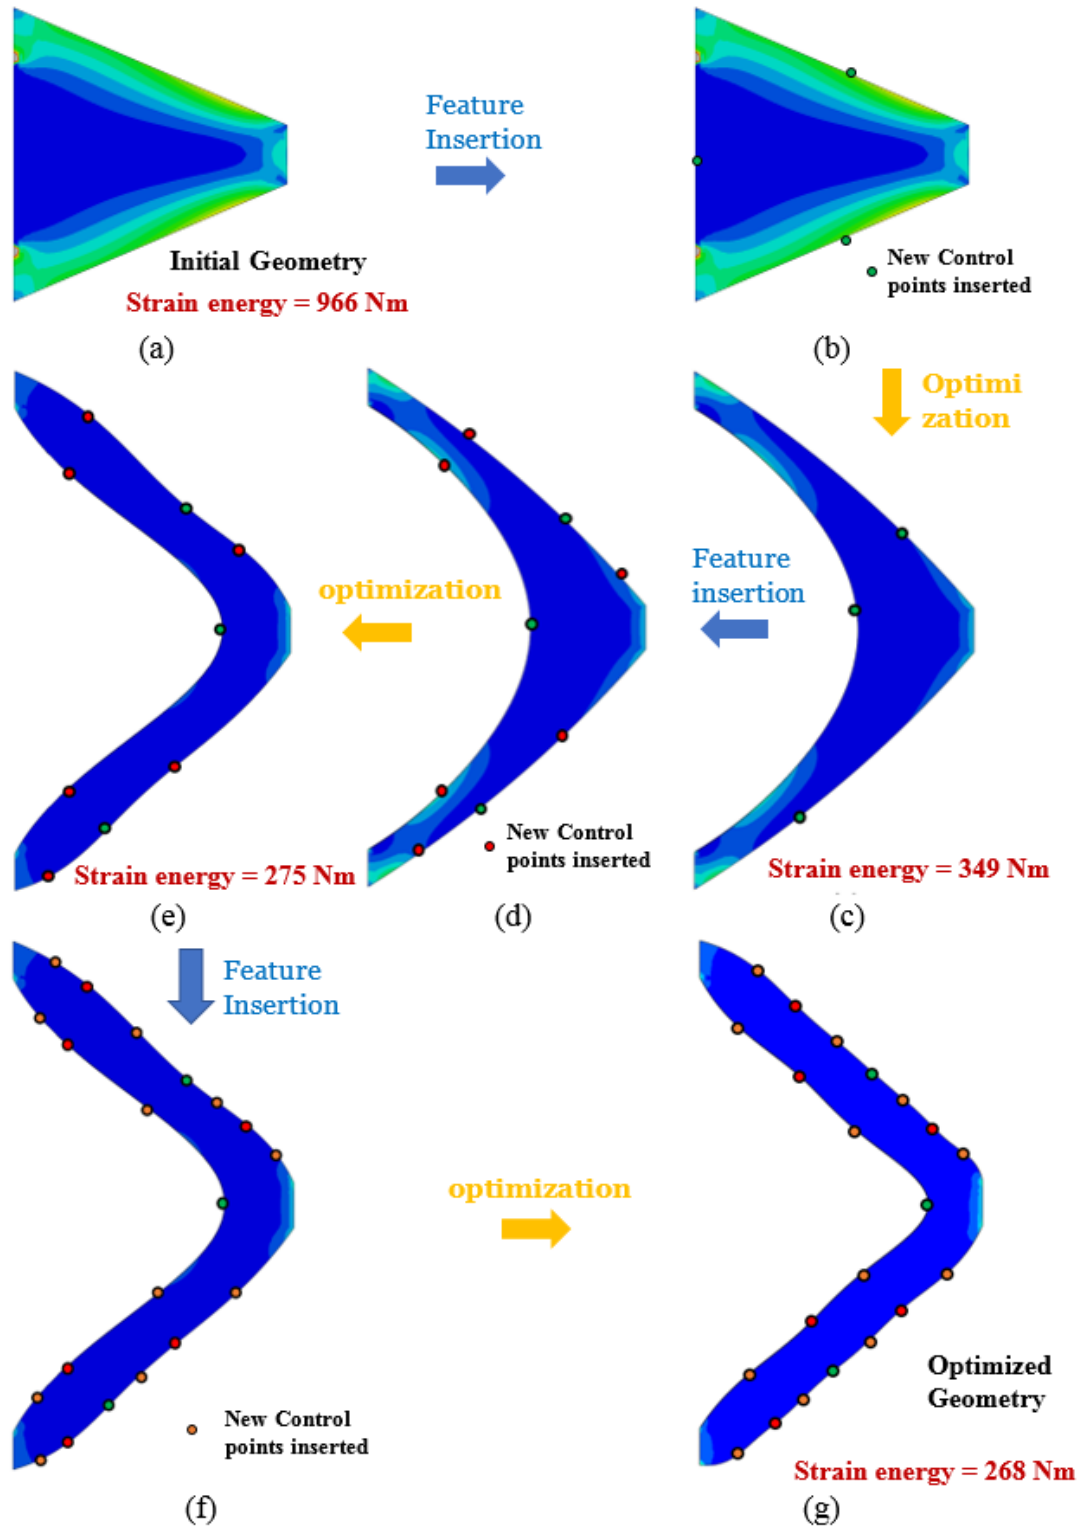 Feature
Insertion
Initial Geometry
Strain energy = 966 Nm
(a)
New Control
points inserted
(b)
Optimi
zation
Feature
insertion
Strain energy = 349 Nm
(c)
optimization
New Control
points inserted
(d)
Strain energy = 275 Nm
(e)
Feature
Insertion
New Control
points inserted
(f)
optimization
Optimized
Geometry
Strain energy = 268 Nm
(g)